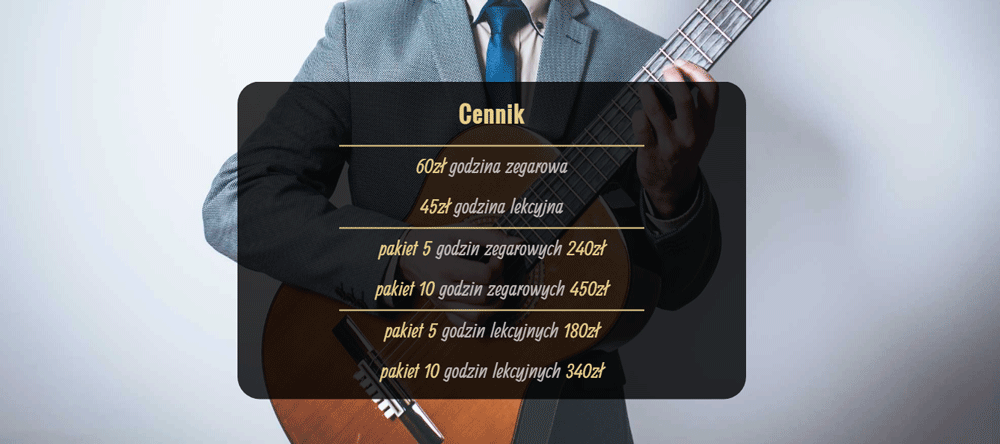 Cennik
60zł godzina zegarowa
45zł godzina lekcyjna
pakiet 5 godzin zegarowych 240zł
pakiet 10 godzin zegarowych 450zł
pakiet 5 godzin lekcyjnych 180zł
pakiet 10 godzin lekcyjnych 340zł